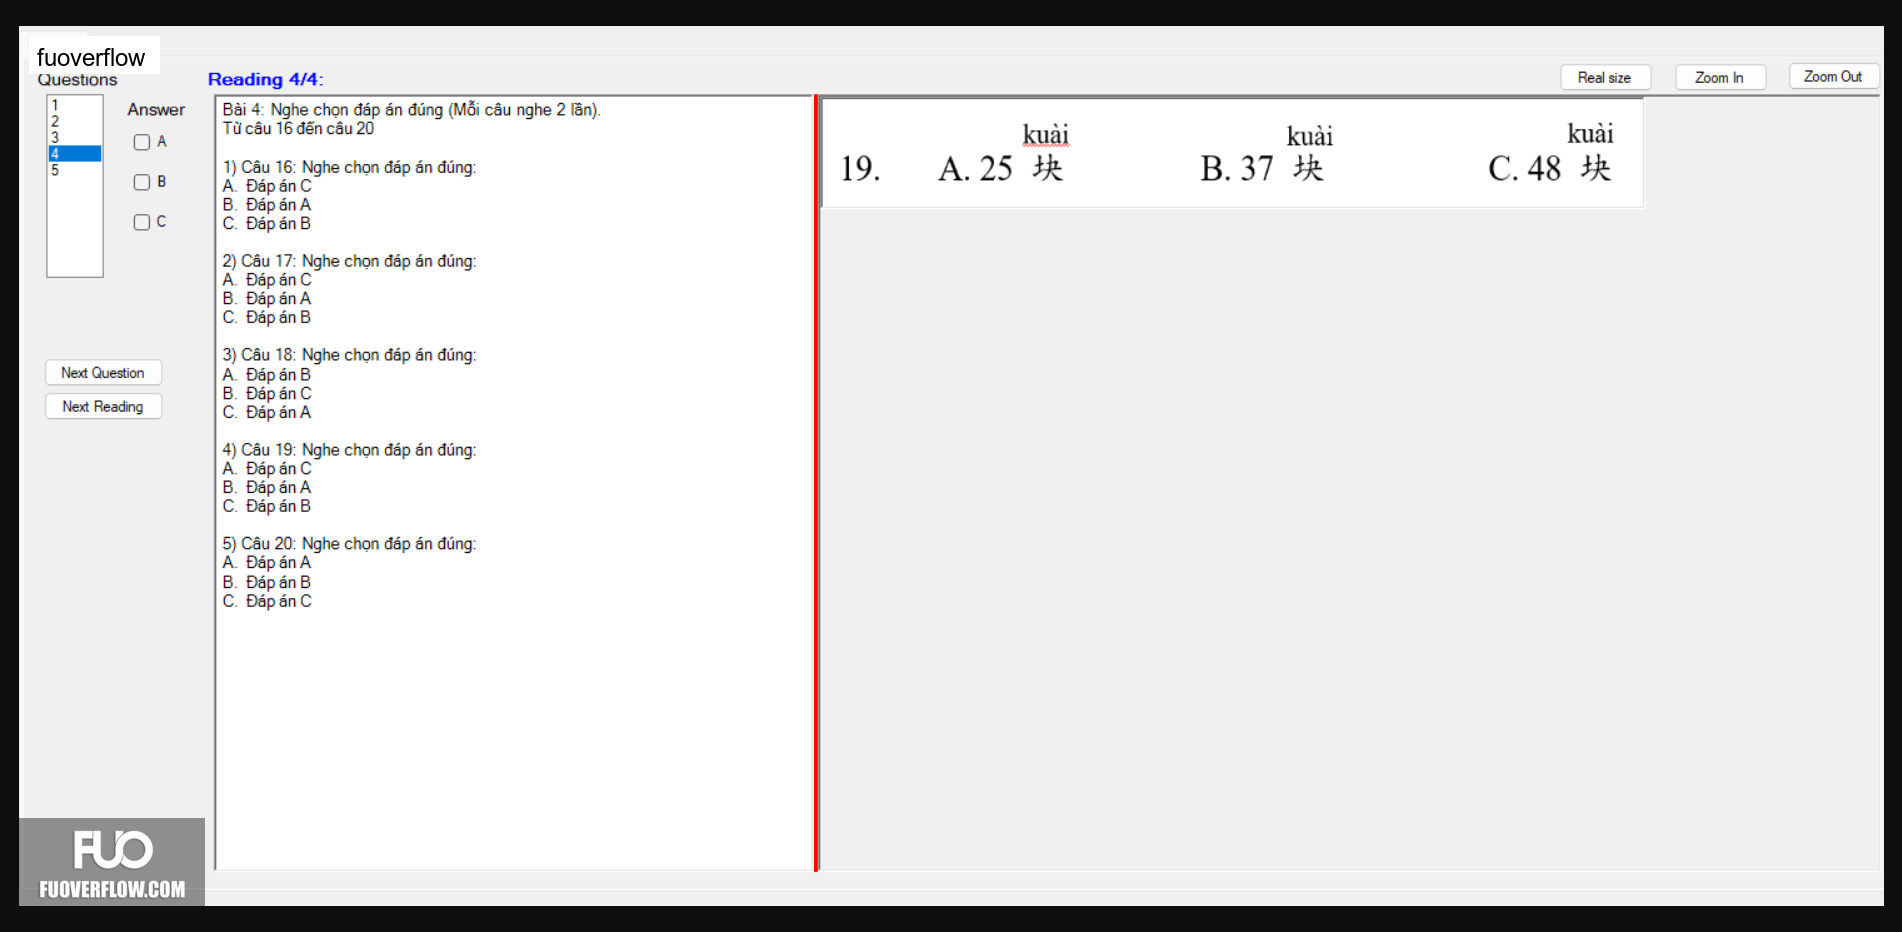 fuoverflow
Questions
Reading 4/4:
Real size
Zoom In
Zoom Out
1
2
3
4
5
Answer
A
B
C
Next Question
Next Reading
Bài 4: Nghe chọn đáp án đúng (Mỗi câu nghe 2 lần).
Từ câu 16 đến câu 20
1) Câu 16: Nghe chọn đáp án đúng:
A. Đáp án C
B. Đáp án A
C. Đáp án B
2) Câu 17: Nghe chọn đáp án đúng:
A. Đáp án C
B. Đáp án A
C. Đáp án B
3) Câu 18: Nghe chọn đáp án đúng:
A. Đáp án B
B. Đáp án C
C. Đáp án A
4) Câu 19: Nghe chọn đáp án đúng:
A. Đáp án C
B. Đáp án A
C. Đáp án B
5) Câu 20: Nghe chọn đáp án đúng:
A. Đáp án A
B. Đáp án B
C. Đáp án C
kuài kuài kuài
19. A. 25 块 B. 37 块 C. 48 块
FUO
FUOVERFLOW.COM